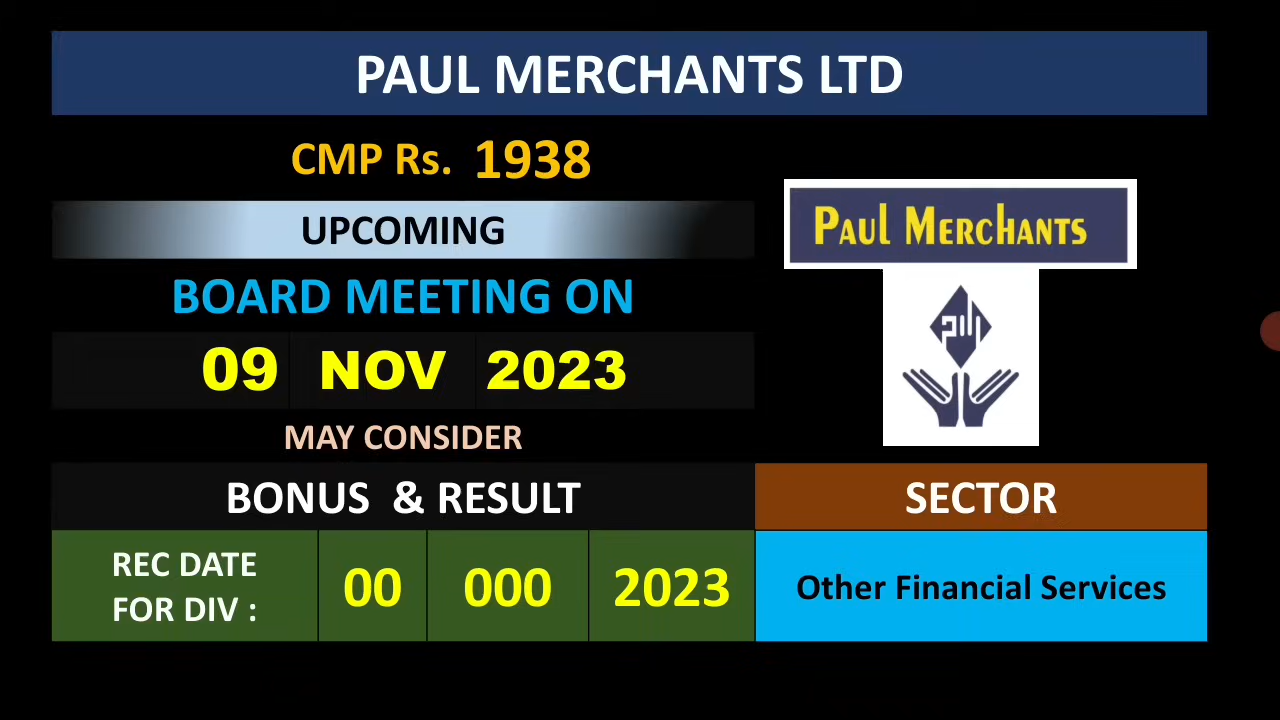 PAUL MERCHANTS LTD
CMP Rs. 1938
UPCOMING
BOARD MEETING ON
09 NOV 2023
MAY CONSIDER
BONUS & RESULT
REC DATE
FOR DIV :
00 000 2023
PAUL MERCHANTS
SECTOR
Other Financial Services